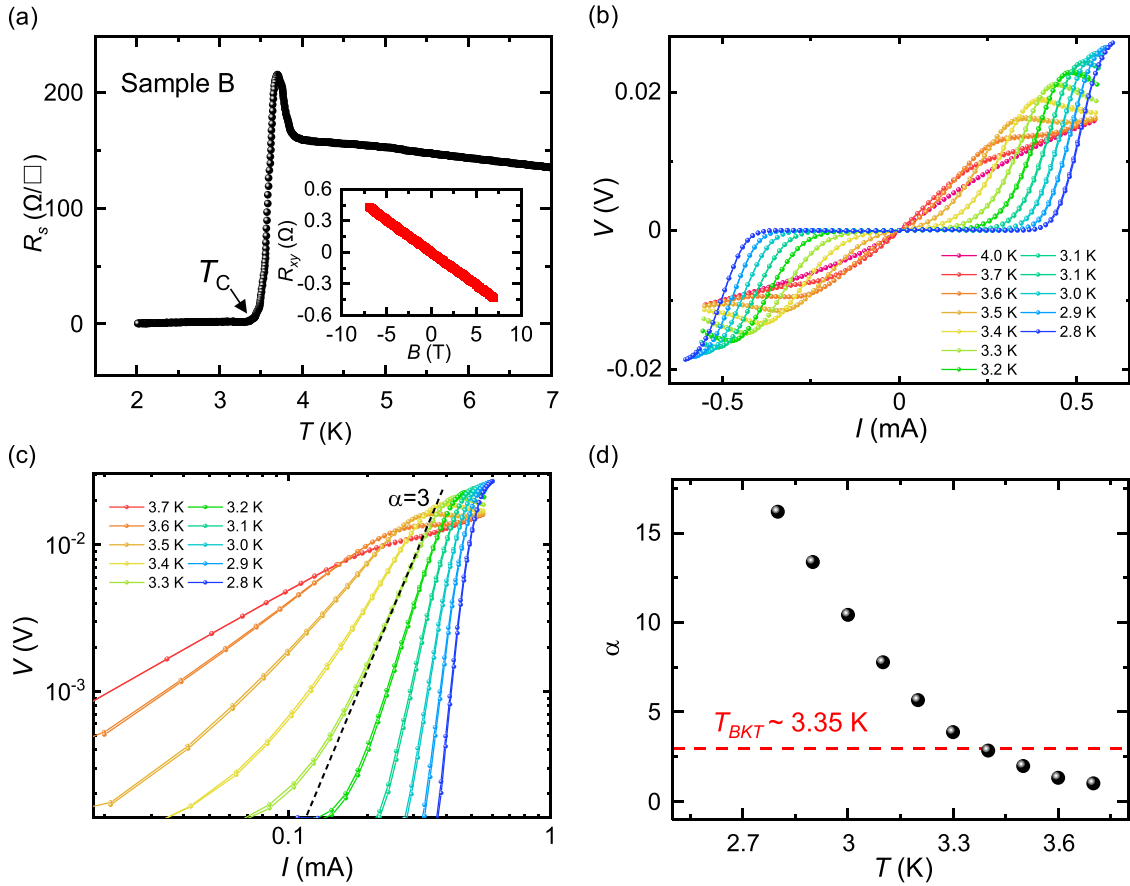 (a)
Sample B
T_C
R_s (Ω/□)
200
100
0
2 3 4 5 6 7
T (K)
R_xy (Ω)
0.6
0.3
0
-0.3
-0.6
-10 -5 0 5 10
B (T)
(b)
V (V)
0.02
0
-0.02
-0.5 0 0.5
I (mA)
4.0 K 3.1 K
3.7 K 3.1 K
3.6 K 3.0 K
3.5 K 2.9 K
3.4 K 2.8 K
3.3 K
3.2 K
(c)
α=3
3.7 K 3.2 K
3.6 K 3.1 K
3.5 K 3.0 K
3.4 K 2.9 K
3.3 K 2.8 K
V (V)
10⁻²
10⁻³
0.1 1
I (mA)
(d)
α
15
10
5
0
T_BKT ~ 3.35 K
2.7 3 3.3 3.6
T (K)